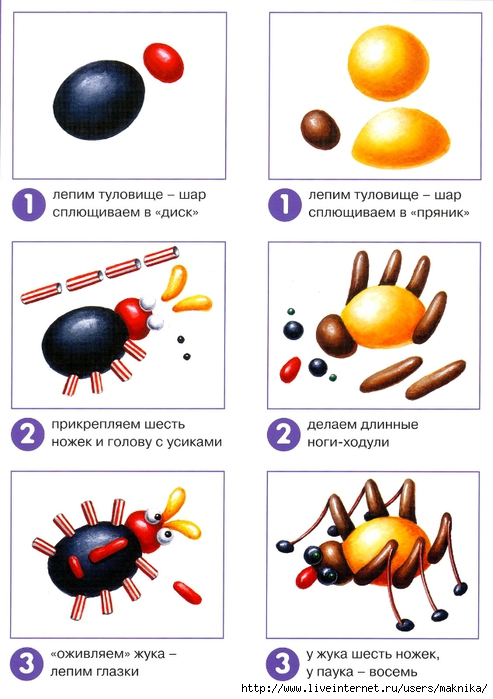 1
лепим туловище – шар
сплющиваем в «диск»
1
лепим туловище – шар
сплющиваем в «пряник»
2
прикрепляем шесть
ножек и голову с усиками
2
делаем длинные
ноги-ходули
3
«оживляем» жука –
лепим глазки
3
у жука шесть ножек,
у паука – восемь
http://www.liveinternet.ru/users/maknika/